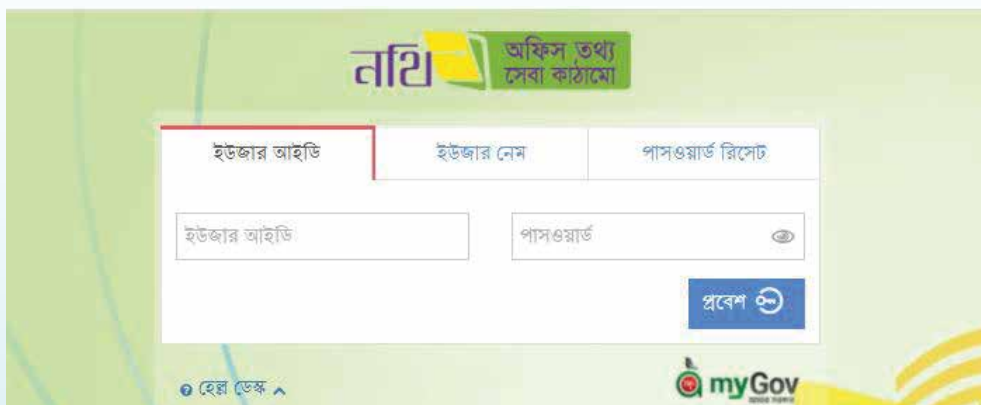 নথি
অফিস তথ্য
সেবা কাঠামো
ইউজার আইডি
ইউজার নেম
পাসওয়ার্ড রিসেট
ইউজার আইডি
পাসওয়ার্ড
প্রবেশ
হেল্প ডেস্ক
myGov